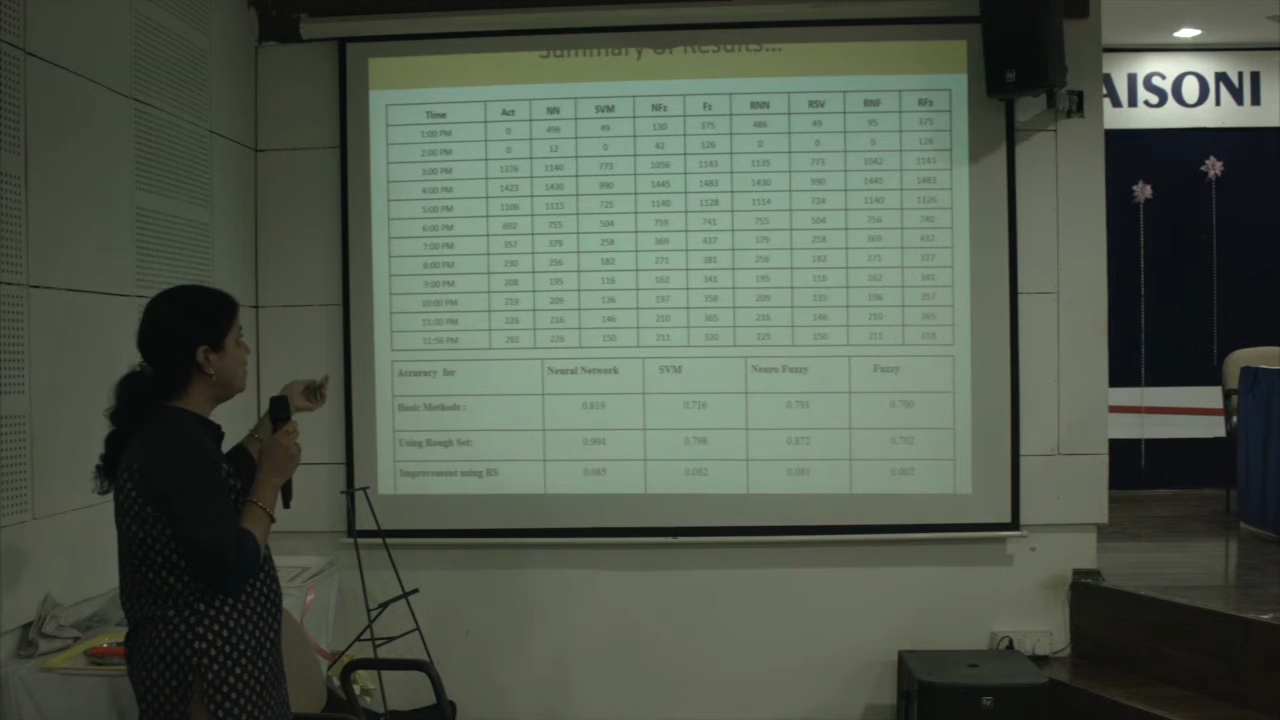 Summary of Results...
Time Act NN SVM NFz Fz RNN RSV RNF RFz
1:00 PM 0 496 49 130 375 486 49 95 375
2:00 PM 0 12 0 42 126 0 0 0 126
3:00 PM 1376 1140 773 1056 1143 1135 773 1042 1141
4:00 PM 1423 1430 990 1445 1483 1430 990 1445 1483
5:00 PM 1106 1115 725 1140 1128 1114 724 1140 1126
6:00 PM 692 755 504 759 741 755 504 756 740
7:00 PM 357 379 258 369 437 379 258 369 432
8:00 PM 230 256 182 271 381 256 182 271 377
9:00 PM 208 195 116 162 341 195 116 162 341
10:00 PM 219 209 136 197 358 209 135 196 357
11:00 PM 226 216 146 210 365 216 146 210 365
11:56 PM 261 226 150 211 320 225 150 211 318
Accuracy for Neural Network SVM Neuro Fuzzy Fuzzy
Basic Methods : 0.819 0.716 0.791 0.700
Using Rough Set: 0.904 0.798 0.872 0.702
Improvement using RS 0.085 0.082 0.081 0.002
AISONI